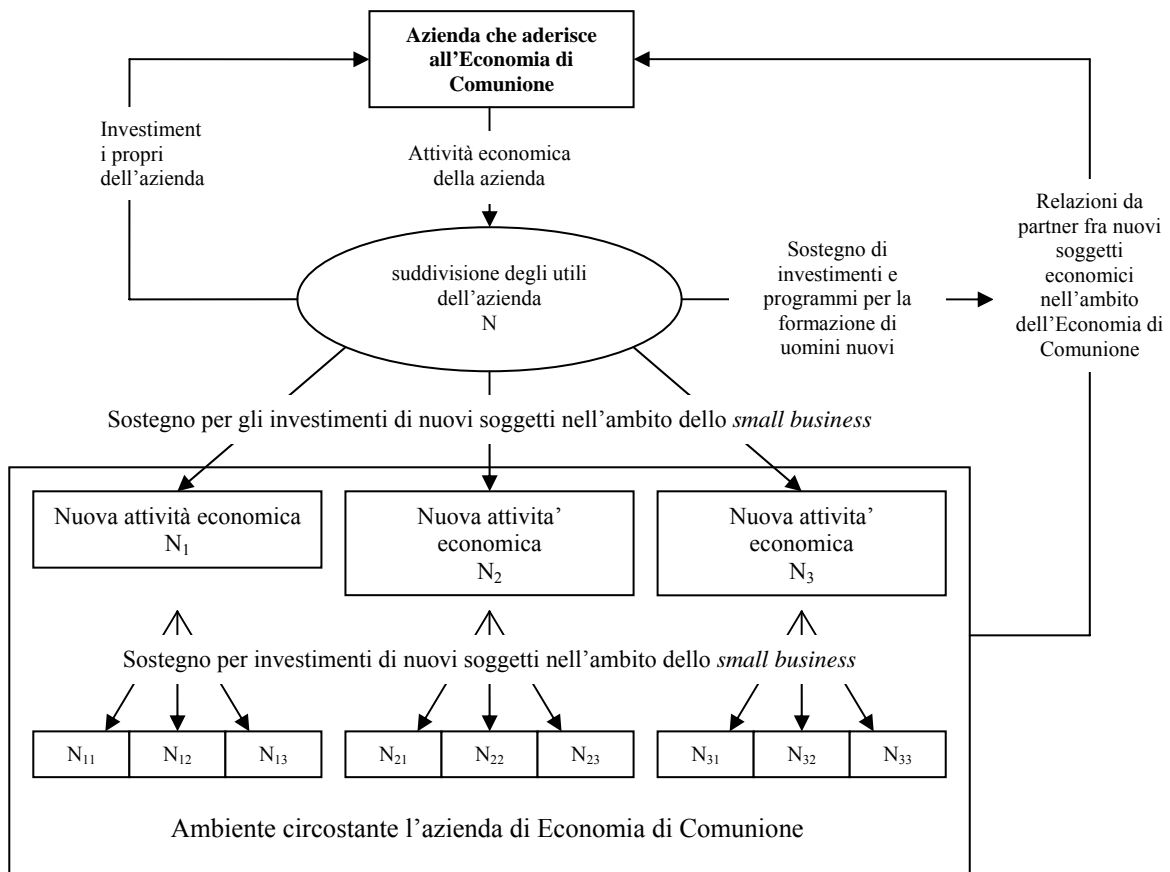 Azienda che aderisce
all'Economia di
Comunione
Investiment
i propri
dell'azienda
Attività economica
della azienda
Relazioni da
partner fra nuovi
soggetti
economici
nell'ambito
dell'Economia di
Comunione
suddivisione degli utili
dell'azienda
N
Sostegno di
investimenti e
programmi per la
formazione di
uomini nuovi
Sostegno per gli investimenti di nuovi soggetti nell'ambito dello small business
Nuova attività economica
N₁
Nuova attivita'
economica
N₂
Nuova attivita'
economica
N₃
Sostegno per investimenti di nuovi soggetti nell'ambito dello small business
N₁₁ N₁₂ N₁₃ N₂₁ N₂₂ N₂₃ N₃₁ N₃₂ N₃₃
Ambiente circostante l'azienda di Economia di Comunione